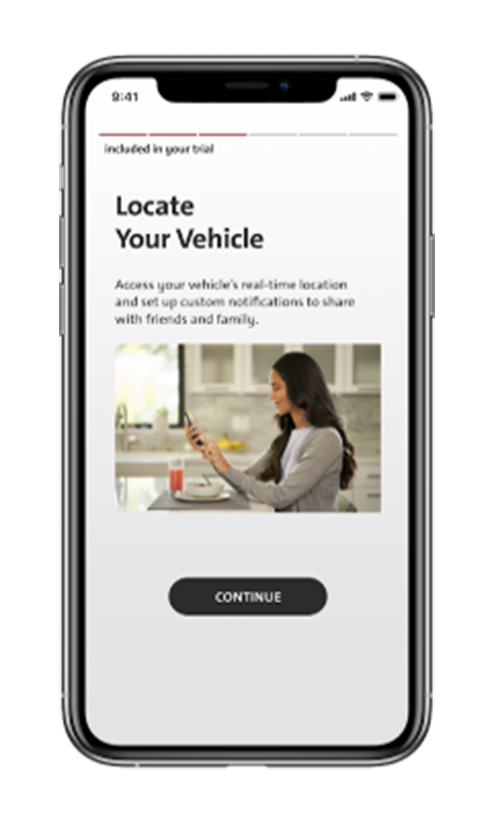 9:41
included in your trial
Locate
Your Vehicle
Access your vehicle's real-time location
and set up custom notifications to share
with friends and family.
CONTINUE